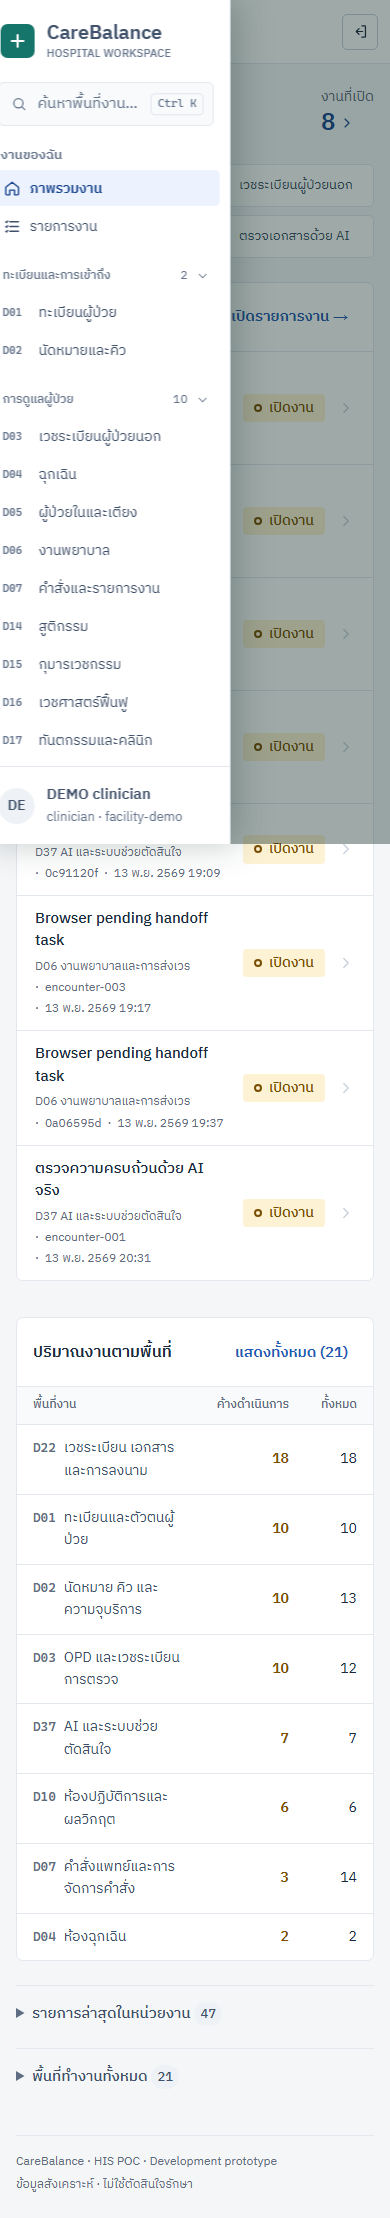 CareBalance
HOSPITAL WORKSPACE
ค้นหาพื้นที่งาน... Ctrl K
งานของฉัน
ภาพรวมงาน
รายการงาน
ทะเบียนและการเข้าถึง 2
D01 ทะเบียนผู้ป่วย
D02 นัดหมายและคิว
การดูแลผู้ป่วย 10
D03 เวชระเบียนผู้ป่วยนอก
D04 ฉุกเฉิน
D05 ผู้ป่วยในและเตียง
D06 งานพยาบาล
D07 คำสั่งและรายการงาน
D14 สูติกรรม
D15 กุมารเวชกรรม
D16 เวชศาสตร์ฟื้นฟู
D17 ทันตกรรมและคลินิก
DE DEMO clinician
clinician · facility-demo
งานที่เปิด
8
เวชระเบียนผู้ป่วยนอก
ตรวจเอกสารด้วย AI
เปิดรายการงาน →
เปิดงาน
เปิดงาน
เปิดงาน
เปิดงาน
D37 AI และระบบช่วยตัดสินใจ
· 0c91120f · 13 พ.ย. 2569 19:09
เปิดงาน
Browser pending handoff
task
D06 งานพยาบาลและการส่งเวร
· encounter-003
· 13 พ.ย. 2569 19:17
เปิดงาน
Browser pending handoff
task
D06 งานพยาบาลและการส่งเวร
· 0a06595d · 13 พ.ย. 2569 19:37
เปิดงาน
ตรวจความครบถ้วนด้วย AI
จริง
D37 AI และระบบช่วยตัดสินใจ
· encounter-001
· 13 พ.ย. 2569 20:31
เปิดงาน
ปริมาณงานตามพื้นที่ แสดงทั้งหมด (21)
พื้นที่งาน ค้างดำเนินการ ทั้งหมด
D22 เวชระเบียน เอกสาร
และการลงนาม 18 18
D01 ทะเบียนและตัวตนผู้
ป่วย 10 10
D02 นัดหมาย คิว และ
ความจุบริการ 10 13
D03 OPD และเวชระเบียน
การตรวจ 10 12
D37 AI และระบบช่วย
ตัดสินใจ 7 7
D10 ห้องปฏิบัติการและ
ผลวิกฤต 6 6
D07 คำสั่งแพทย์และการ
จัดการคำสั่ง 3 14
D04 ห้องฉุกเฉิน 2 2
รายการล่าสุดในหน่วยงาน 47
พื้นที่ทำงานทั้งหมด 21
CareBalance · HIS POC · Development prototype
ข้อมูลสังเคราะห์ · ไม่ใช้ตัดสินใจรักษา